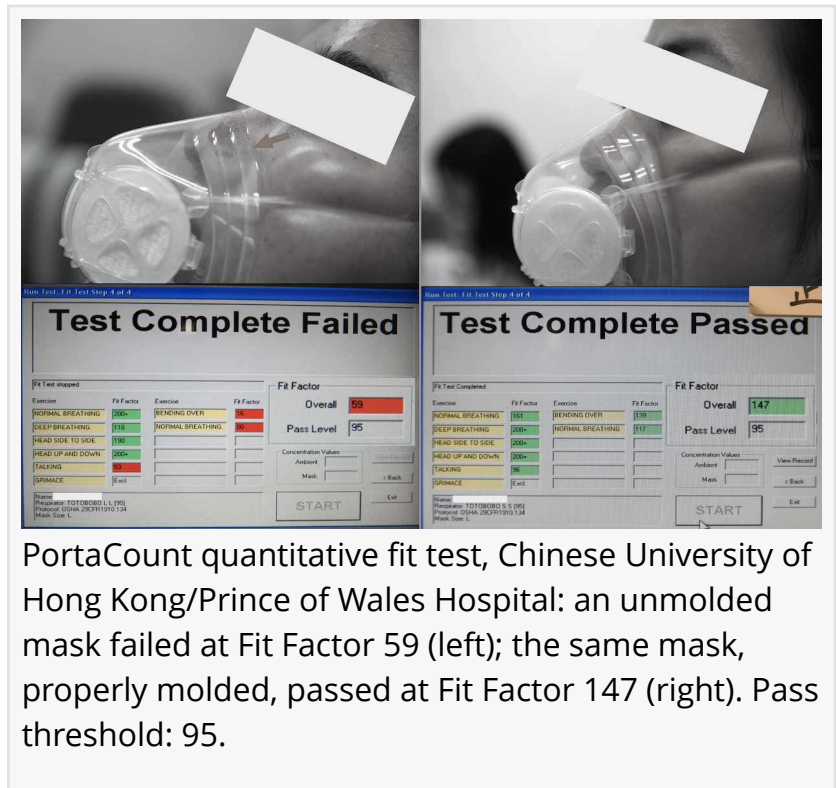 Run Test: Fit Test Step 4 of 4
Test Complete Failed
Fit Test stopped
Exercise Fit Factor Exercise Fit Factor
NORMAL BREATHING 200+ BENDING OVER 16
DEEP BREATHING 118 NORMAL BREATHING
HEAD SIDE TO SIDE 190
HEAD UP AND DOWN 200+
TALKING 53
GRIMACE Excl.
Fit Factor
Overall 59
Pass Level 95
Concentration Values
Ambient
Mask
View Record
< Back
Exit
START
Name
Respirator: TOTOBOBO L L [95]
Protocol: OSHA 29CFR1910.134
Mask Size: L
Run Test: Fit Test Step 4 of 4
Test Complete Passed
Fit Test Completed
Exercise Fit Factor Exercise Fit Factor
NORMAL BREATHING 161 BENDING OVER 139
DEEP BREATHING 200+ NORMAL BREATHING 117
HEAD SIDE TO SIDE 200+
HEAD UP AND DOWN 200+
TALKING 96
GRIMACE Excl.
Fit Factor
Overall 147
Pass Level 95
Concentration Values
Ambient
Mask
View Record
< Back
Exit
START
Name
Respirator: TOTOBOBO S S [95]
Protocol: OSHA 29CFR1910.134
Mask Size: L
PortaCount quantitative fit test, Chinese University of
Hong Kong/Prince of Wales Hospital: an unmolded
mask failed at Fit Factor 59 (left); the same mask,
properly molded, passed at Fit Factor 147 (right). Pass
threshold: 95.